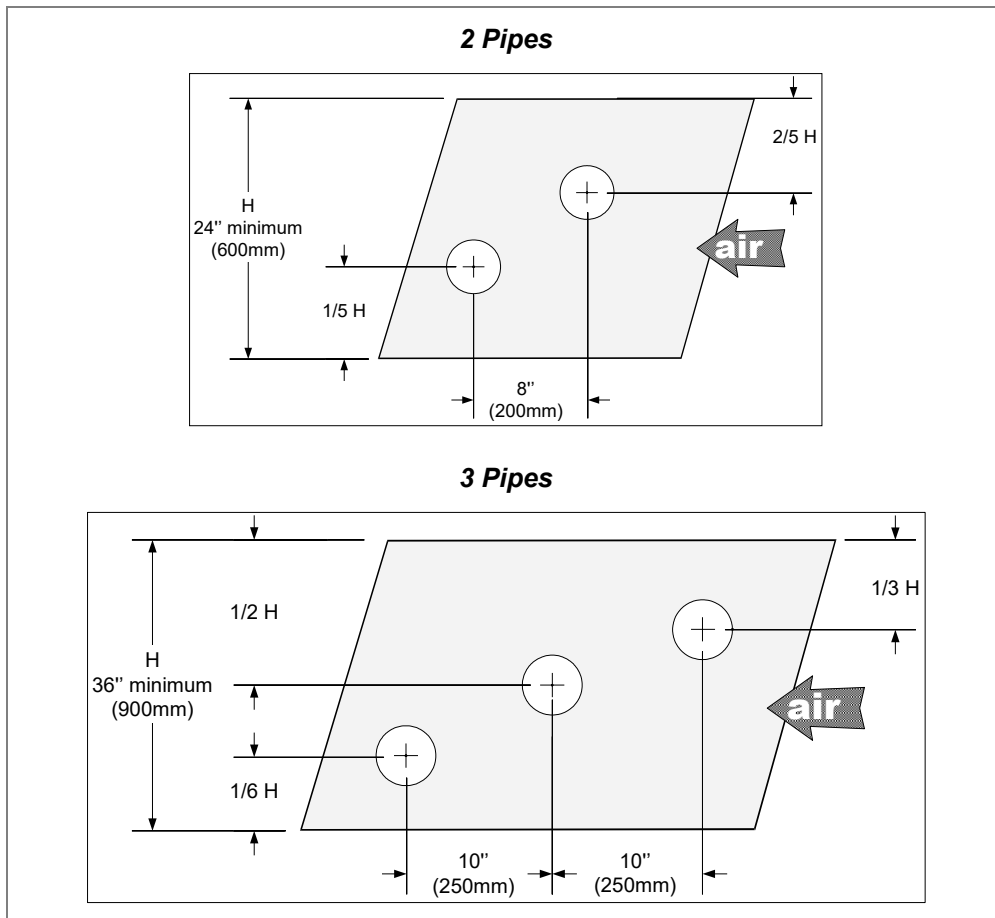 2 Pipes
2/5 H
H
24'' minimum
(600mm)
air
1/5 H
8''
(200mm)
3 Pipes
1/2 H
1/3 H
H
36'' minimum
(900mm)
air
1/6 H
10''
(250mm)
10''
(250mm)